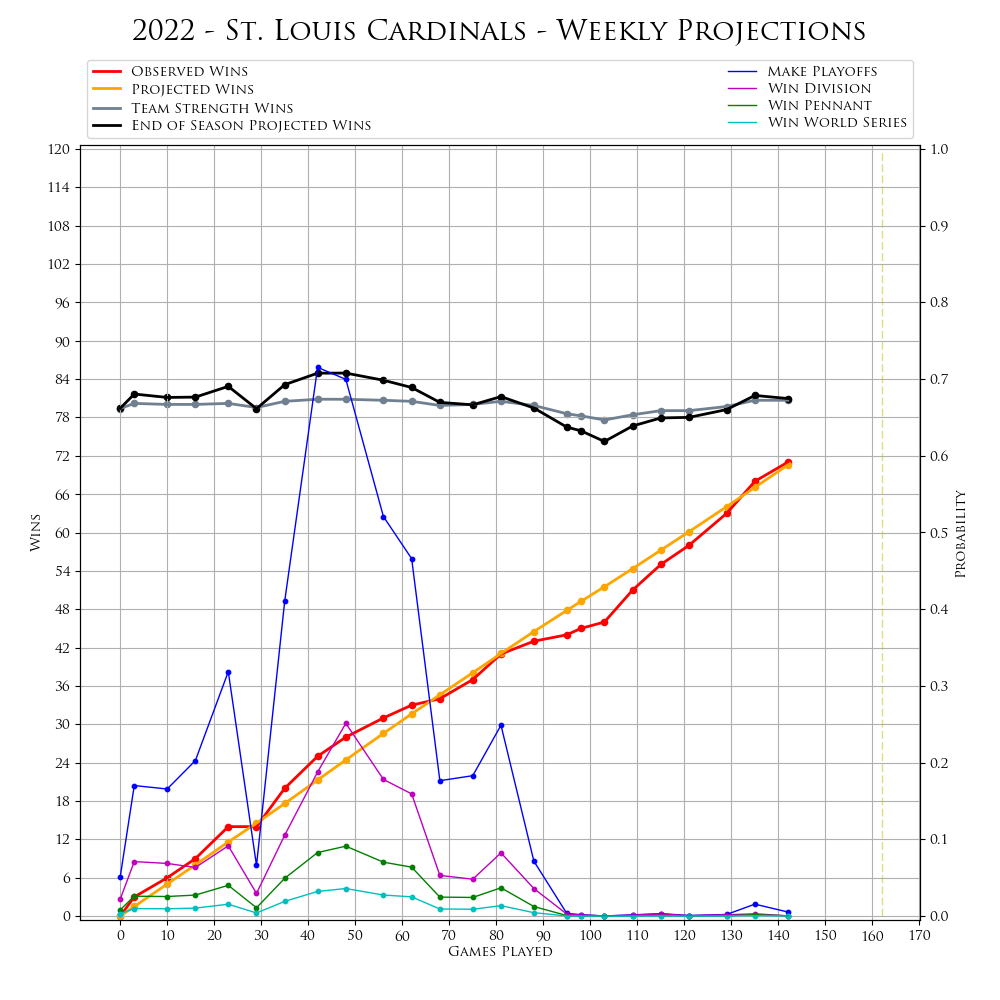 2022 - St. Louis Cardinals - Weekly Projections
Observed Wins
Projected Wins
Team Strength Wins
End of Season Projected Wins
Make Playoffs
Win Division
Win Pennant
Win World Series
120
114
108
102
96
90
84
78
72
66
60
54
48
42
36
30
24
18
12
6
0
Wins
1.0
0.9
0.8
0.7
0.6
0.5
0.4
0.3
0.2
0.1
0.0
Probability
0 10 20 30 40 50 60 70 80 90 100 110 120 130 140 150 160 170
Games Played